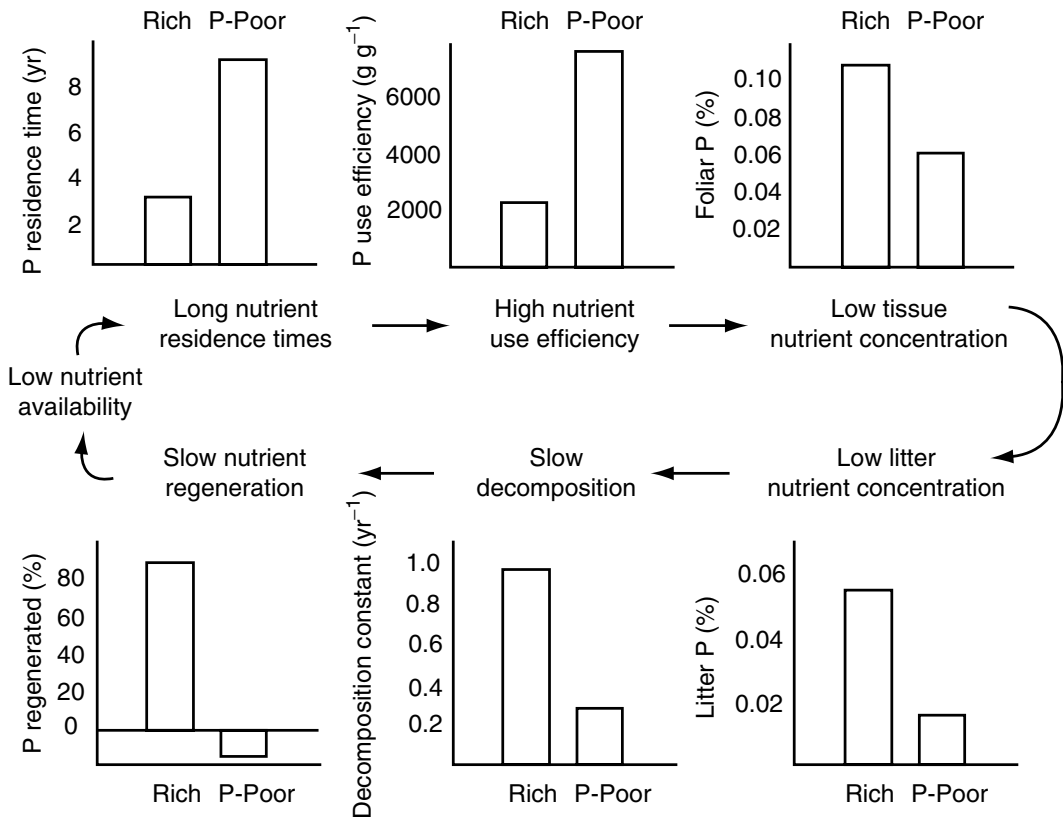 Rich P-Poor
P residence time (yr)
8
6
4
2
Rich P-Poor
P use efficiency (g g⁻¹)
6000
4000
2000
Rich P-Poor
Foliar P (%)
0.10
0.08
0.06
0.04
0.02
Long nutrient
residence times
High nutrient
use efficiency
Low tissue
nutrient concentration
Low nutrient
availability
Slow nutrient
regeneration
Slow
decomposition
Low litter
nutrient concentration
P regenerated (%)
80
60
40
20
0
Rich P-Poor
Decomposition constant (yr⁻¹)
1.0
0.8
0.6
0.4
0.2
Rich P-Poor
Litter P (%)
0.06
0.04
0.02
Rich P-Poor